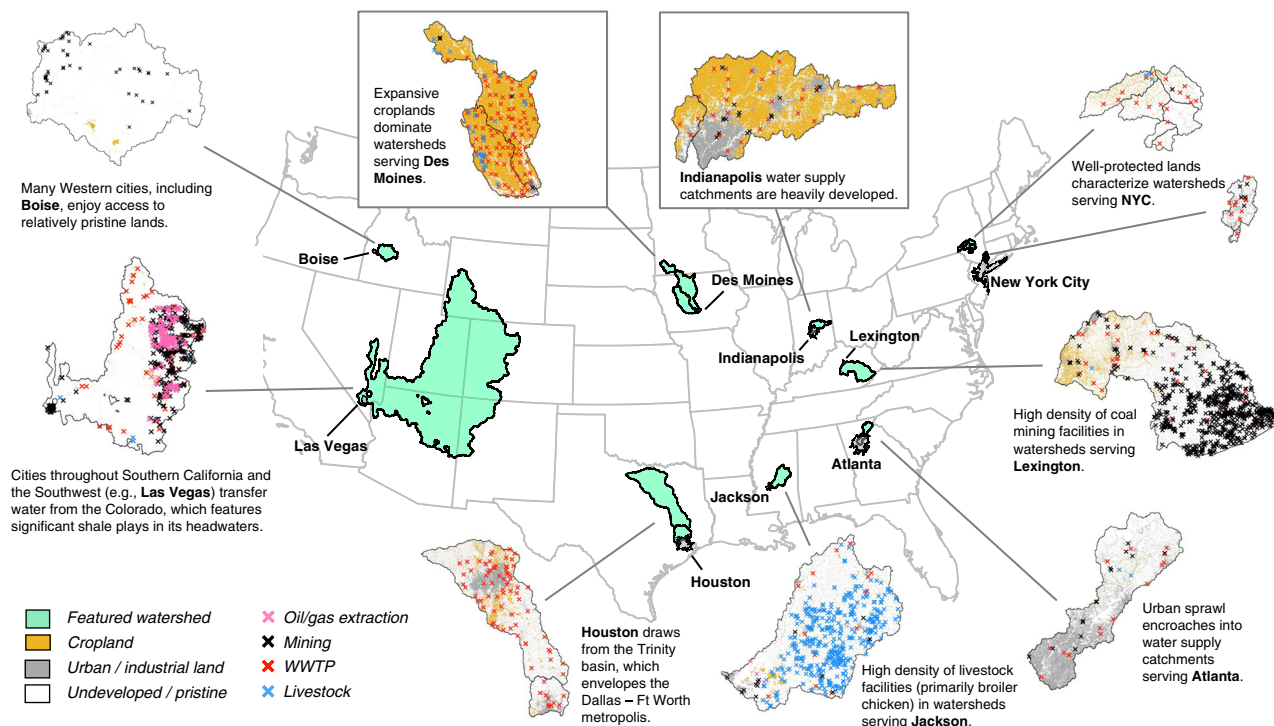 Many Western cities, including
Boise, enjoy access to
relatively pristine lands.
Expansive
croplands
dominate
watersheds
serving Des
Moines.
Indianapolis water supply
catchments are heavily developed.
Well-protected lands
characterize watersheds
serving NYC.
Boise
Des Moines
New York City
Indianapolis
Lexington
Las Vegas
Atlanta
Jackson
Houston
High density of coal
mining facilities in
watersheds serving
Lexington.
Cities throughout Southern California and
the Southwest (e.g., Las Vegas) transfer
water from the Colorado, which features
significant shale plays in its headwaters.
Featured watershed
Cropland
Urban / industrial land
Undeveloped / pristine
Oil/gas extraction
Mining
WWTP
Livestock
Houston draws
from the Trinity
basin, which
envelopes the
Dallas – Ft Worth
metropolis.
High density of livestock
facilities (primarily broiler
chicken) in watersheds
serving Jackson.
Urban sprawl
encroaches into
water supply
catchments
serving Atlanta.